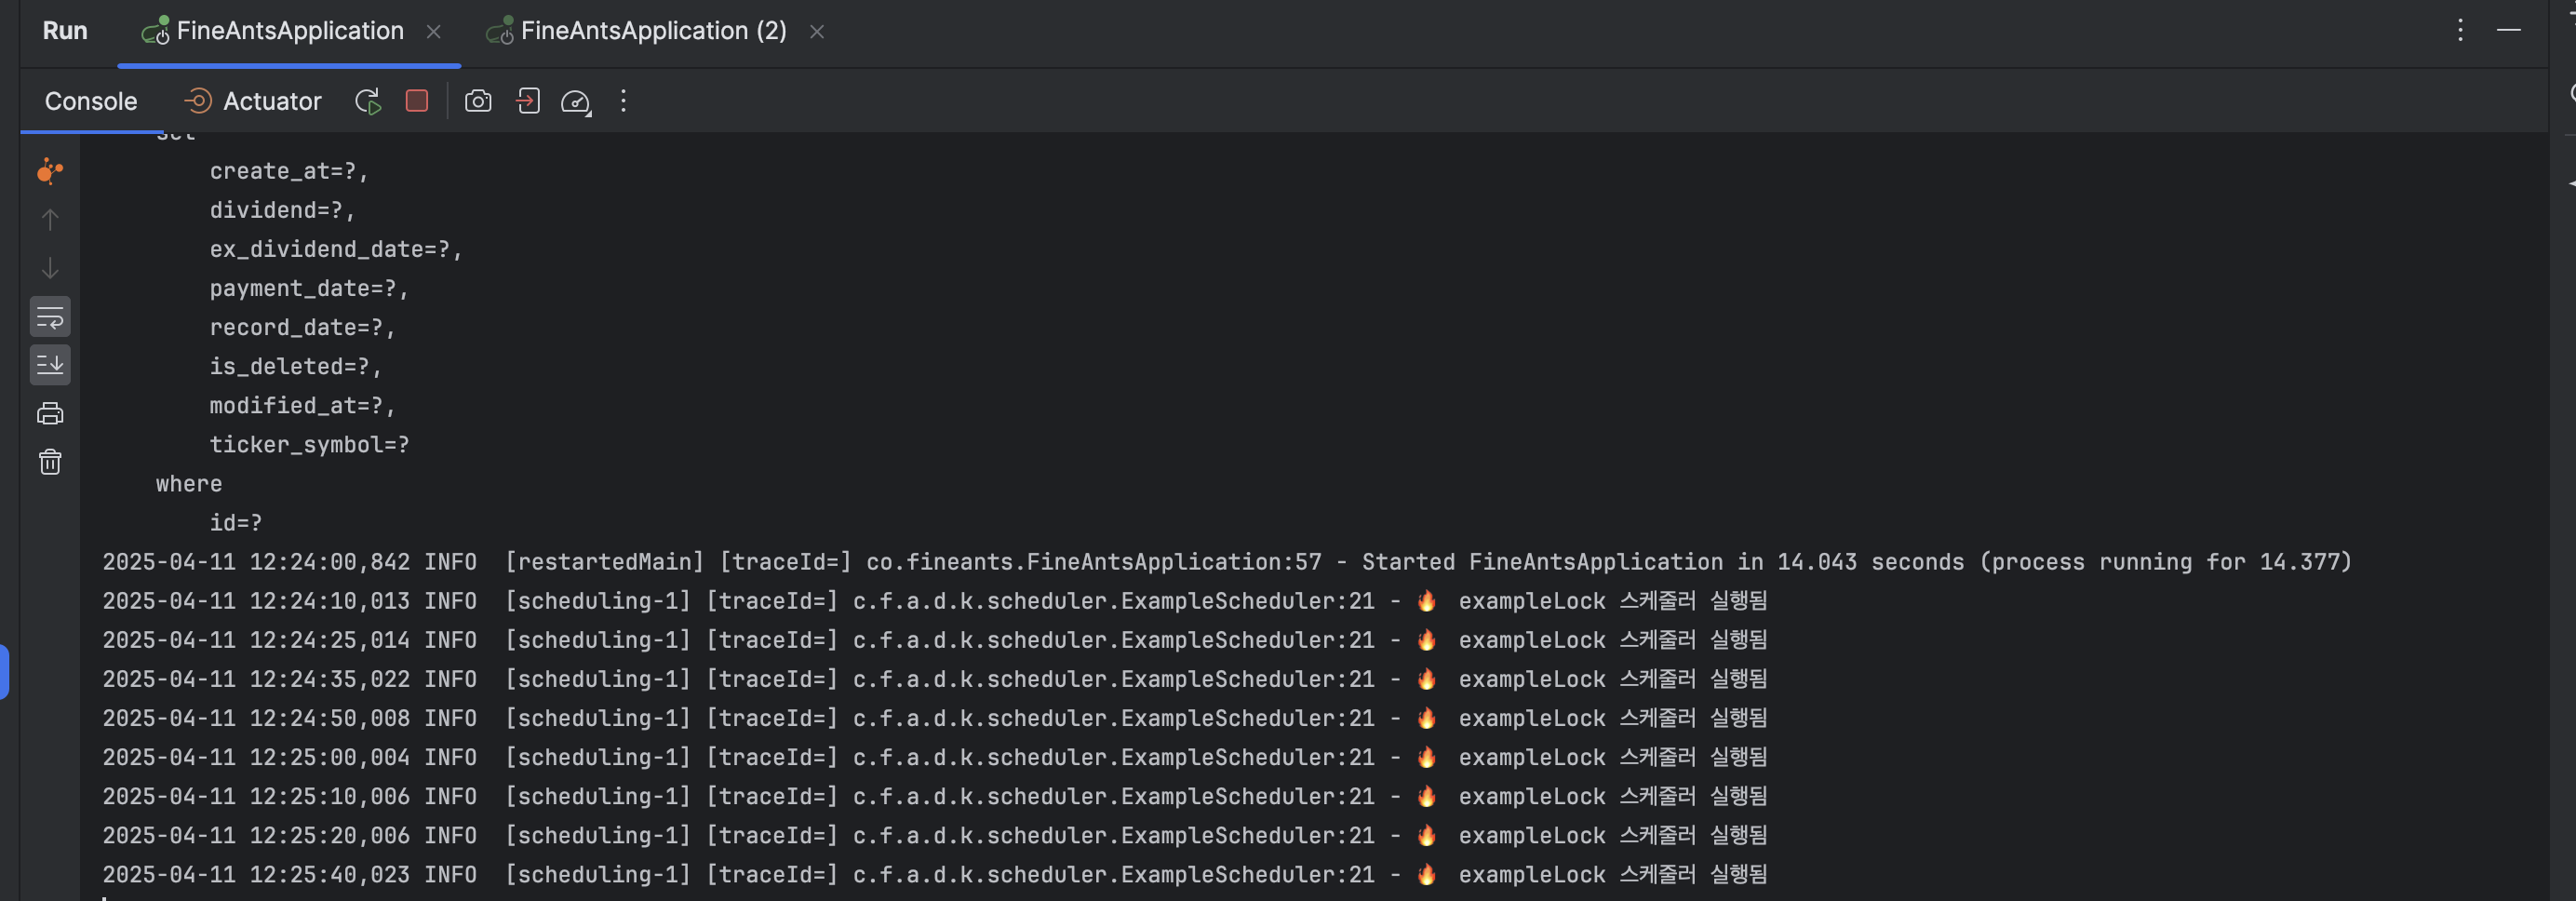 Run FineAntsApplication FineAntsApplication (2)
Console Actuator
set
create_at=?,
dividend=?,
ex_dividend_date=?,
payment_date=?,
record_date=?,
is_deleted=?,
modified_at=?,
ticker_symbol=?
where
id=?
2025-04-11 12:24:00,842 INFO  [restartedMain] [traceId=] co.fineants.FineAntsApplication:57 - Started FineAntsApplication in 14.043 seconds (process running for 14.377)
2025-04-11 12:24:10,013 INFO  [scheduling-1] [traceId=] c.f.a.d.k.scheduler.ExampleScheduler:21 - 🔥 exampleLock 스케줄러 실행됨
2025-04-11 12:24:25,014 INFO  [scheduling-1] [traceId=] c.f.a.d.k.scheduler.ExampleScheduler:21 - 🔥 exampleLock 스케줄러 실행됨
2025-04-11 12:24:35,022 INFO  [scheduling-1] [traceId=] c.f.a.d.k.scheduler.ExampleScheduler:21 - 🔥 exampleLock 스케줄러 실행됨
2025-04-11 12:24:50,008 INFO  [scheduling-1] [traceId=] c.f.a.d.k.scheduler.ExampleScheduler:21 - 🔥 exampleLock 스케줄러 실행됨
2025-04-11 12:25:00,004 INFO  [scheduling-1] [traceId=] c.f.a.d.k.scheduler.ExampleScheduler:21 - 🔥 exampleLock 스케줄러 실행됨
2025-04-11 12:25:10,006 INFO  [scheduling-1] [traceId=] c.f.a.d.k.scheduler.ExampleScheduler:21 - 🔥 exampleLock 스케줄러 실행됨
2025-04-11 12:25:20,006 INFO  [scheduling-1] [traceId=] c.f.a.d.k.scheduler.ExampleScheduler:21 - 🔥 exampleLock 스케줄러 실행됨
2025-04-11 12:25:40,023 INFO  [scheduling-1] [traceId=] c.f.a.d.k.scheduler.ExampleScheduler:21 - 🔥 exampleLock 스케줄러 실행됨